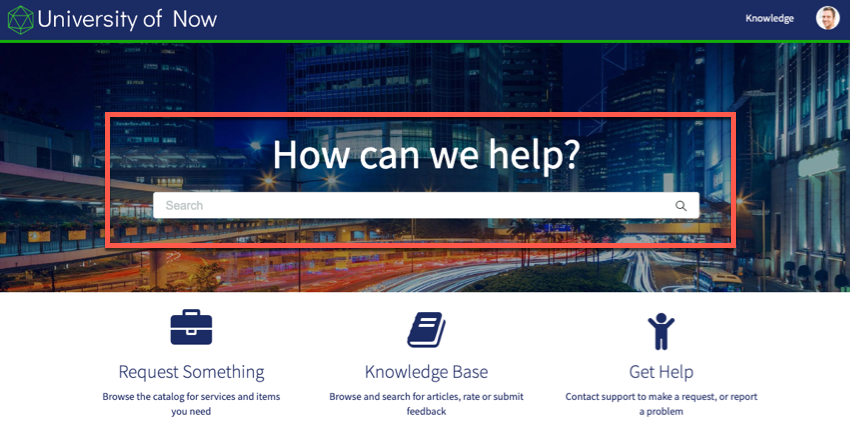 University of Now
Knowledge
How can we help?
Search
Request Something
Browse the catalog for services and items
you need
Knowledge Base
Browse and search for articles, rate or submit
feedback
Get Help
Contact support to make a request, or report
a problem